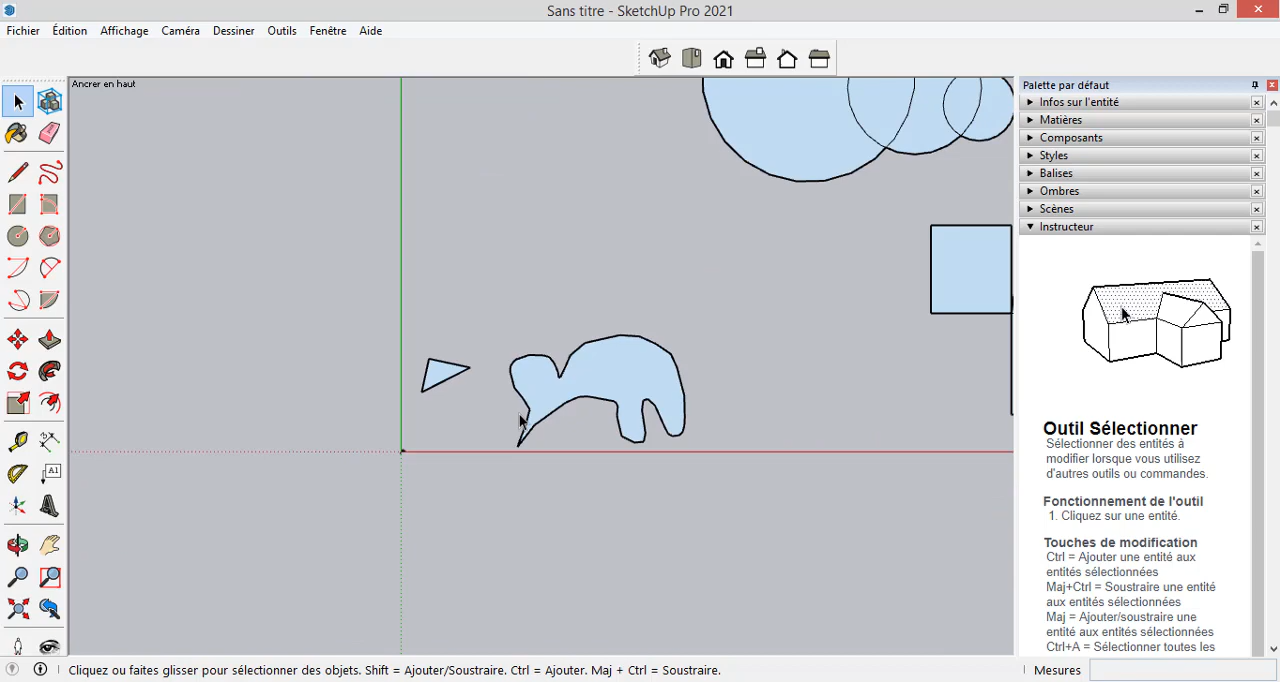 Sans titre - SketchUp Pro 2021
Fichier Édition Affichage Caméra Dessiner Outils Fenêtre Aide
Ancrer en haut
Palette par défaut
Infos sur l'entité
Matières
Composants
Styles
Balises
Ombres
Scènes
Instructeur
A1
Outil Sélectionner
Sélectionner des entités à
modifier lorsque vous utilisez
d'autres outils ou commandes.
Fonctionnement de l'outil
1. Cliquez sur une entité.
Touches de modification
Ctrl = Ajouter une entité aux
entités sélectionnées
Maj+Ctrl = Soustraire une entité
aux entités sélectionnées
Maj = Ajouter/soustraire une
entité aux entités sélectionnées
Ctrl+A = Sélectionner toutes les
Cliquez ou faites glisser pour sélectionner des objets. Shift = Ajouter/Soustraire. Ctrl = Ajouter. Maj + Ctrl = Soustraire.
Mesures